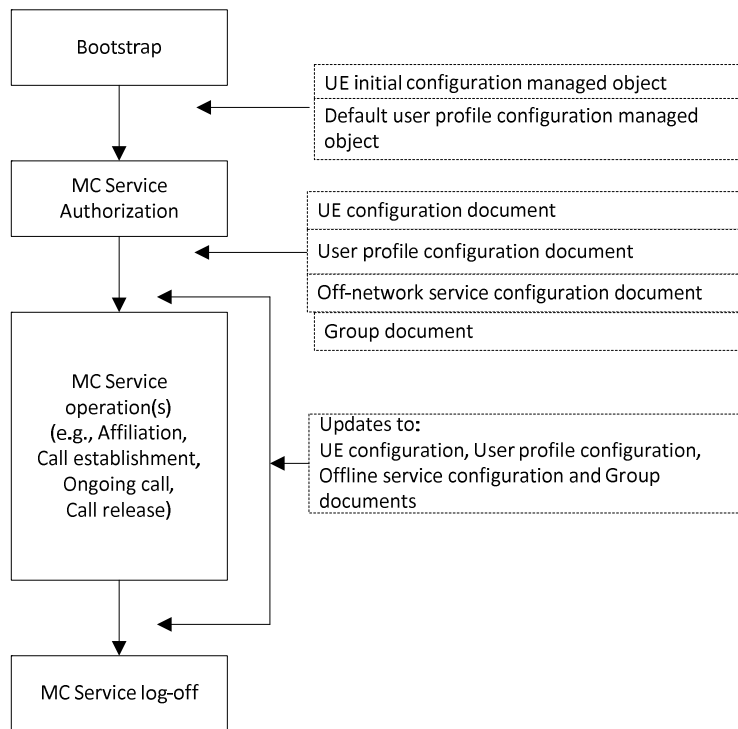 Bootstrap
UE initial configuration managed object
Default user profile configuration managed
object
MC Service
Authorization
UE configuration document
User profile configuration document
Off-network service configuration document
Group document
MC Service
operation(s)
(e.g., Affiliation,
Call establishment,
Ongoing call,
Call release)
Updates to:
UE configuration, User profile configuration,
Offline service configuration and Group
documents
MC Service log-off